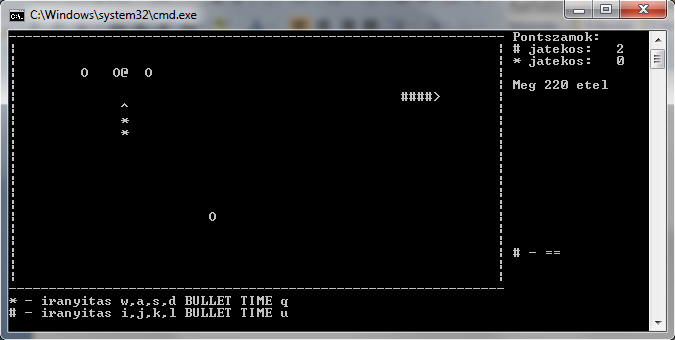 C:\Windows\system32\cmd.exe
Pontszamok:
# jatekos: 2
* jatekos: 0
O O@ O
Meg 220 etel
####>
^
*
*
O
# - ==
* - iranyitas w,a,s,d BULLET TIME q
# - iranyitas i,j,k,l BULLET TIME u